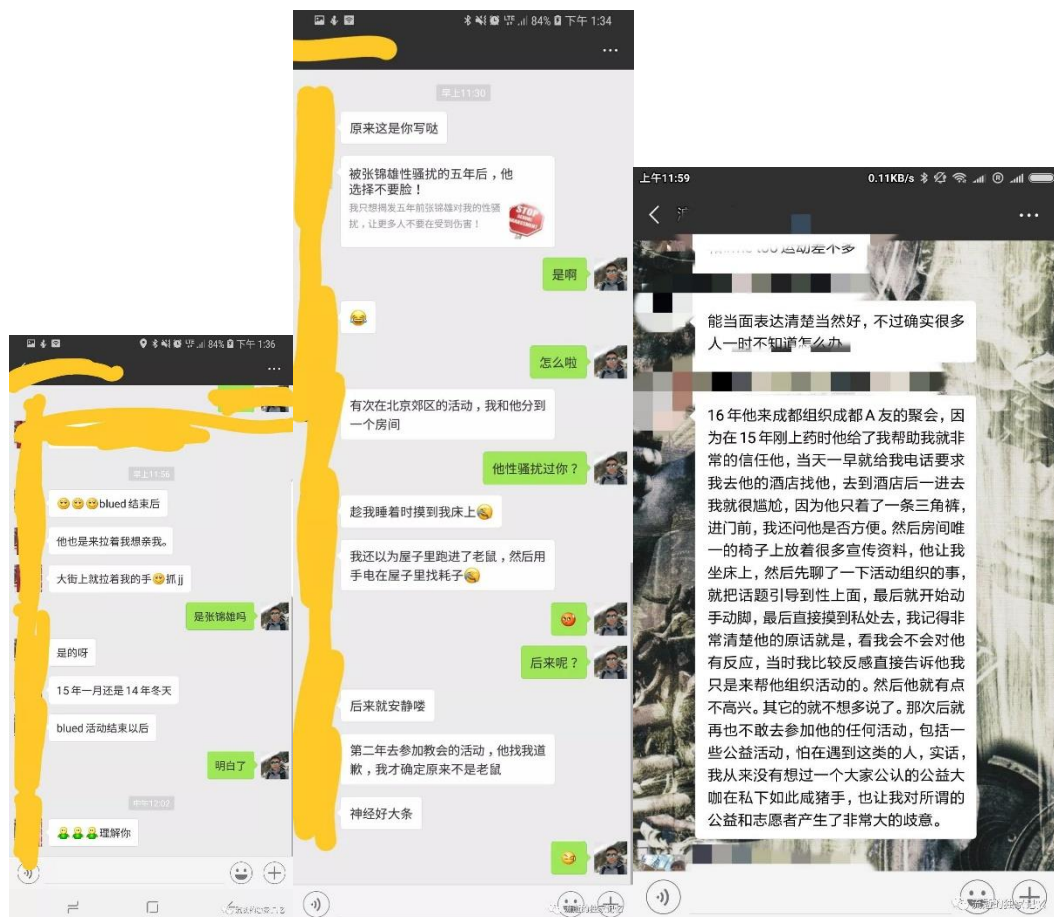 84% 下午 1:36
早上11:56
blued 结束后
他也是来拉着我想亲我。
大街上就拉着我的手 抓 jj
是张锦雄吗
是的呀
15 年一月还是 14 年冬天
blued 活动结束以后
明白了
中午12:02
理解你
84% 下午 1:34
早上11:30
原来这是你写哒
被张锦雄性骚扰的五年后，他
选择不要脸！
我只想揭发五年前张锦雄对我的性骚
扰，让更多人不要在受到伤害！
STOP
是啊
怎么啦
有次在北京郊区的活动，我和他分到
一个房间
他性骚扰过你？
趁我睡着时摸到我床上
我还以为屋子里跑进了老鼠，然后用
手电在屋子里找耗子
后来呢？
后来就安静喽
第二年去参加教会的活动，他找我道
歉，我才确定原来不是老鼠
神经好大条
上午11:59
0.11KB/s
运动差不多
能当面表达清楚当然好，不过确实很多
人一时不知道怎么办
16 年他来成都组织成都 A 友的聚会，因
为在 15 年刚上药时他给了我帮助我就非
常的信任他，当天一早就给我电话要求
我去他的酒店找他，去到酒店后一进去
我就很尴尬，因为他只着了一条三角裤，
进门前，我还问他是否方便。然后房间唯
一的椅子上放着很多宣传资料，他让我
坐床上，然后先聊了一下活动组织的事，
就把话题引导到性上面，最后就开始动
手动脚，最后直接摸到私处去，我记得非
常清楚他的原话就是，看我会不会对他
有反应，当时我比较反感直接告诉他我
只是来帮他组织活动的。然后他就有点
不高兴。其它的就不想多说了。那次后就
再也不敢去参加他的任何活动，包括一
些公益活动，怕在遇到这类的人，实话，
我从来没有想过一个大家公认的公益大
咖在私下如此咸猪手，也让我对所谓的
公益和志愿者产生了非常大的歧意。